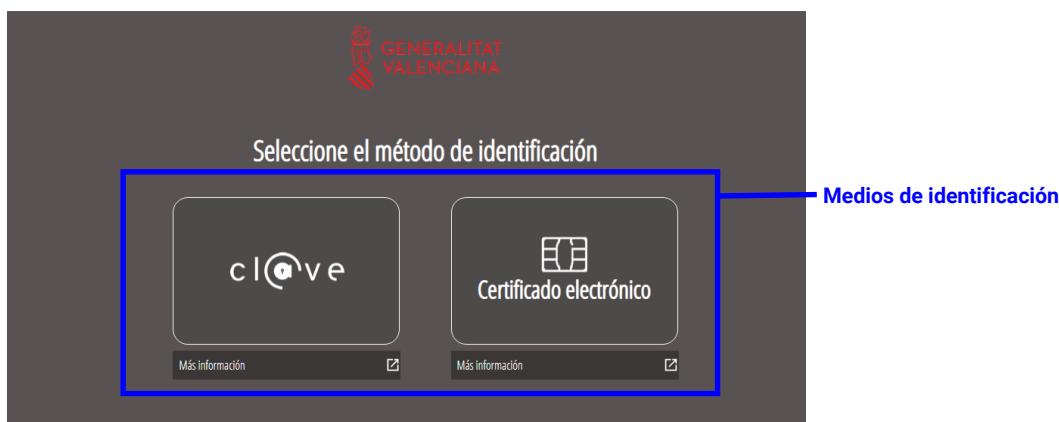 GENERALITAT
VALENCIANA
Seleccione el método de identificación
Medios de identificación
cl@ve
Certificado electrónico
Más información
Más información